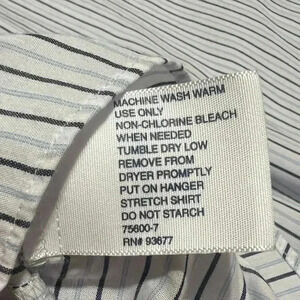 MACHINE WASH WARM
USE ONLY
NON-CHLORINE BLEACH
WHEN NEEDED
TUMBLE DRY LOW
REMOVE FROM
DRYER PROMPTLY
PUT ON HANGER
STRETCH SHIRT
DO NOT STARCH
75600-7
RN# 93677